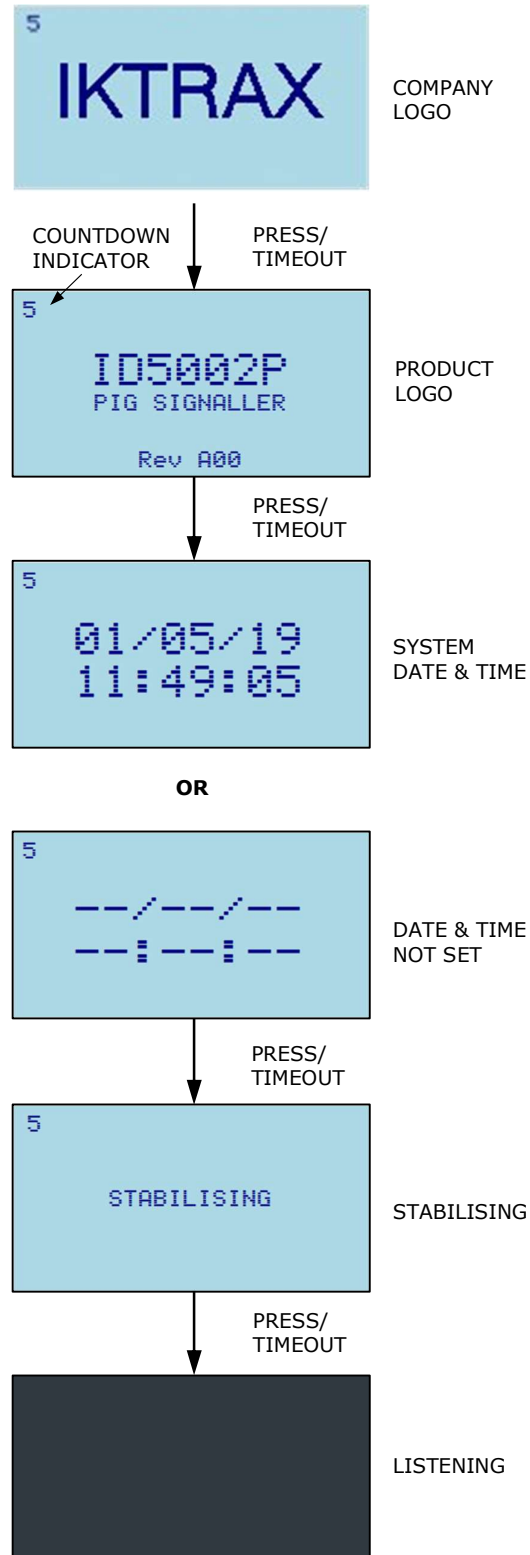 5
IKTRAX
COMPANY
LOGO
COUNTDOWN
INDICATOR
PRESS/
TIMEOUT
5
ID5002P
PIG SIGNALLER
Rev A00
PRODUCT
LOGO
PRESS/
TIMEOUT
5
01/05/19
11:49:05
SYSTEM
DATE & TIME
OR
5
--/--/--
--:--:--
DATE & TIME
NOT SET
PRESS/
TIMEOUT
5
STABILISING
STABILISING
PRESS/
TIMEOUT
LISTENING